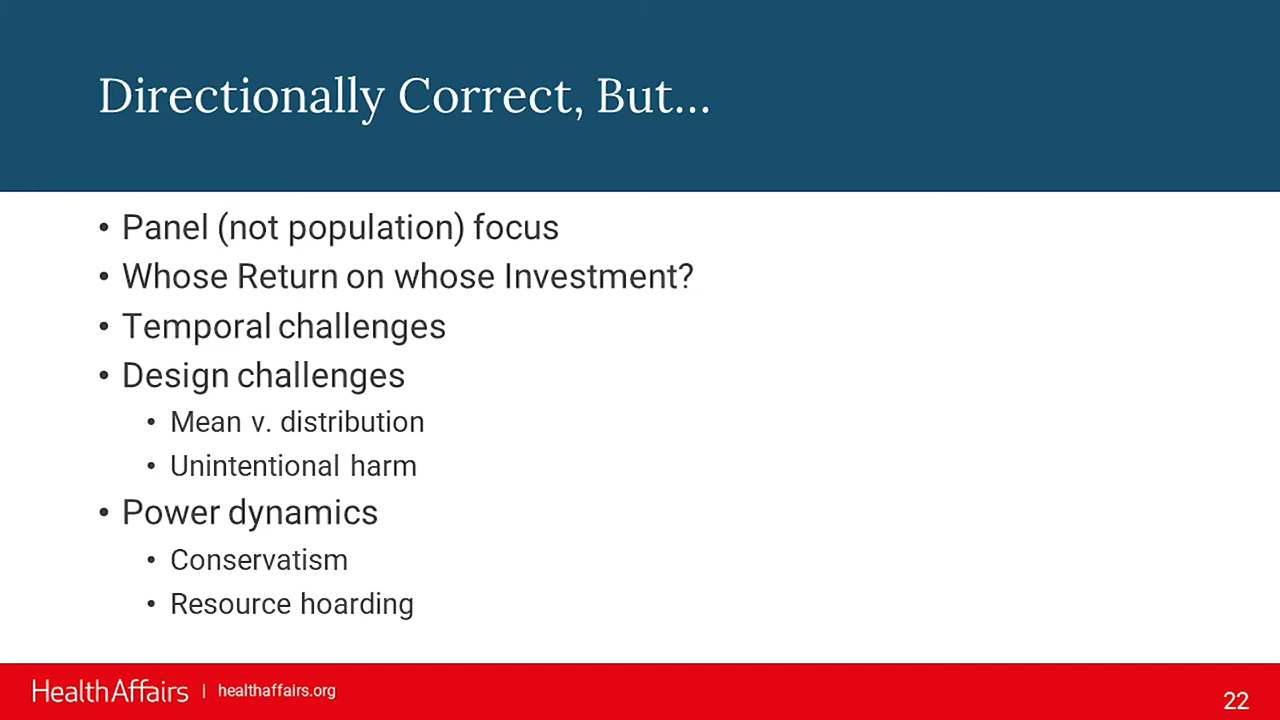 Directionally Correct, But...
• Panel (not population) focus
• Whose Return on whose Investment?
• Temporal challenges
• Design challenges
• Mean v. distribution
• Unintentional harm
• Power dynamics
• Conservatism
• Resource hoarding
HealthAffairs | healthaffairs.org
22